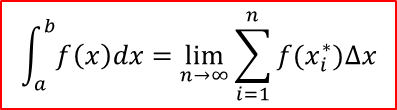 ∫_a^b f(x)dx = lim_{n→∞} ∑_{i=1}^{n} f(x_i^*)Δx